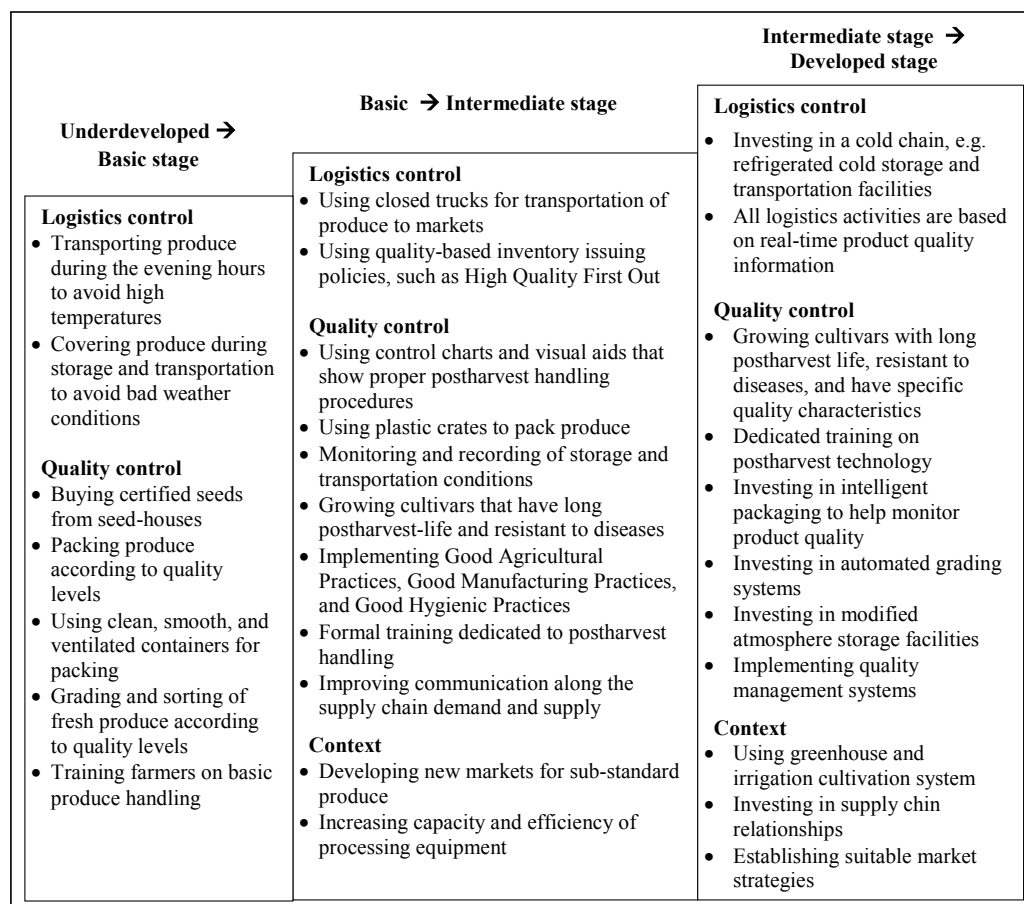 Underdeveloped →
Basic stage
Logistics control
• Transporting produce
during the evening hours
to avoid high
temperatures
• Covering produce during
storage and transportation
to avoid bad weather
conditions
Quality control
• Buying certified seeds
from seed-houses
• Packing produce
according to quality
levels
• Using clean, smooth, and
ventilated containers for
packing
• Grading and sorting of
fresh produce according
to quality levels
• Training farmers on basic
produce handling
Basic → Intermediate stage
Logistics control
• Using closed trucks for transportation of
produce to markets
• Using quality-based inventory issuing
policies, such as High Quality First Out
Quality control
• Using control charts and visual aids that
show proper postharvest handling
procedures
• Using plastic crates to pack produce
• Monitoring and recording of storage and
transportation conditions
• Growing cultivars that have long
postharvest-life and resistant to diseases
• Implementing Good Agricultural
Practices, Good Manufacturing Practices,
and Good Hygienic Practices
• Formal training dedicated to postharvest
handling
• Improving communication along the
supply chain demand and supply
Context
• Developing new markets for sub-standard
produce
• Increasing capacity and efficiency of
processing equipment
Intermediate stage →
Developed stage
Logistics control
• Investing in a cold chain, e.g.
refrigerated cold storage and
transportation facilities
• All logistics activities are based
on real-time product quality
information
Quality control
• Growing cultivars with long
postharvest life, resistant to
diseases, and have specific
quality characteristics
• Dedicated training on
postharvest technology
• Investing in intelligent
packaging to help monitor
product quality
• Investing in automated grading
systems
• Investing in modified
atmosphere storage facilities
• Implementing quality
management systems
Context
• Using greenhouse and
irrigation cultivation system
• Investing in supply chin
relationships
• Establishing suitable market
strategies